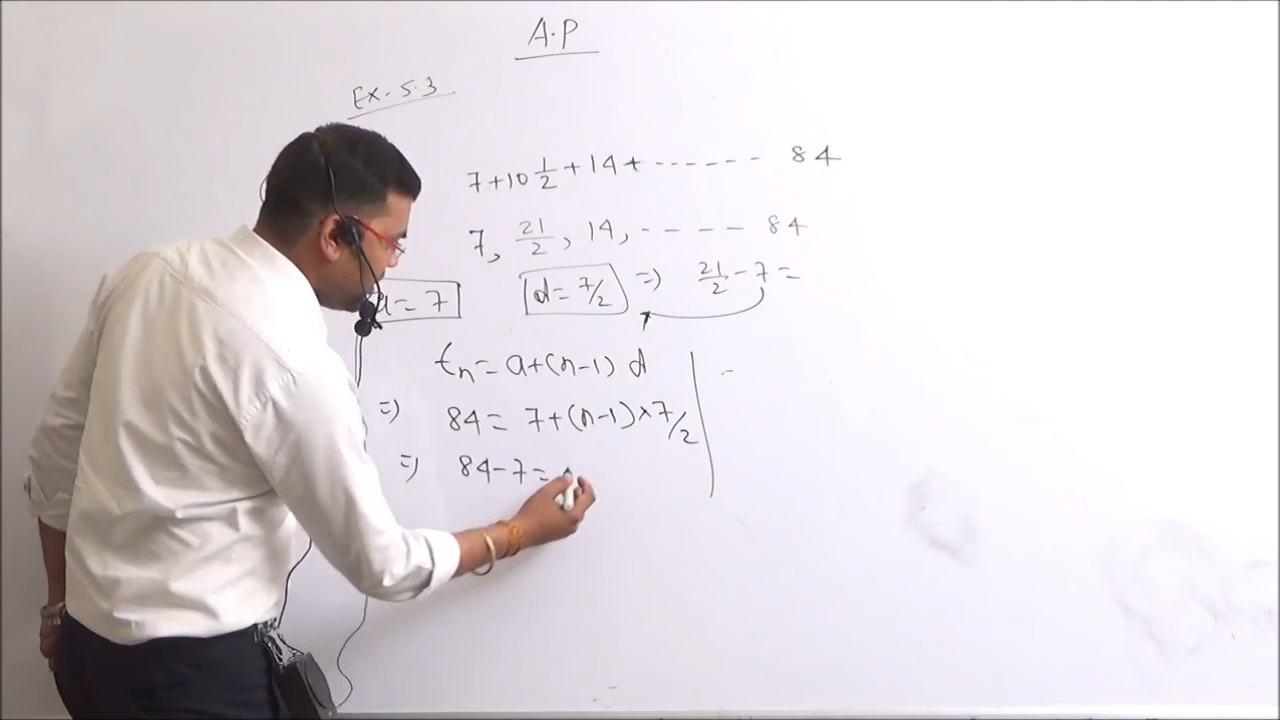 A.P
Ex-5.3
7+10 1/2 +14+ ------- 84
7, 21/2, 14, ----- 84
a=7 d=7/2 => 21/2-7=
tn=a+(n-1) d
=> 84= 7+(n-1)×7/2
=> 84-7=